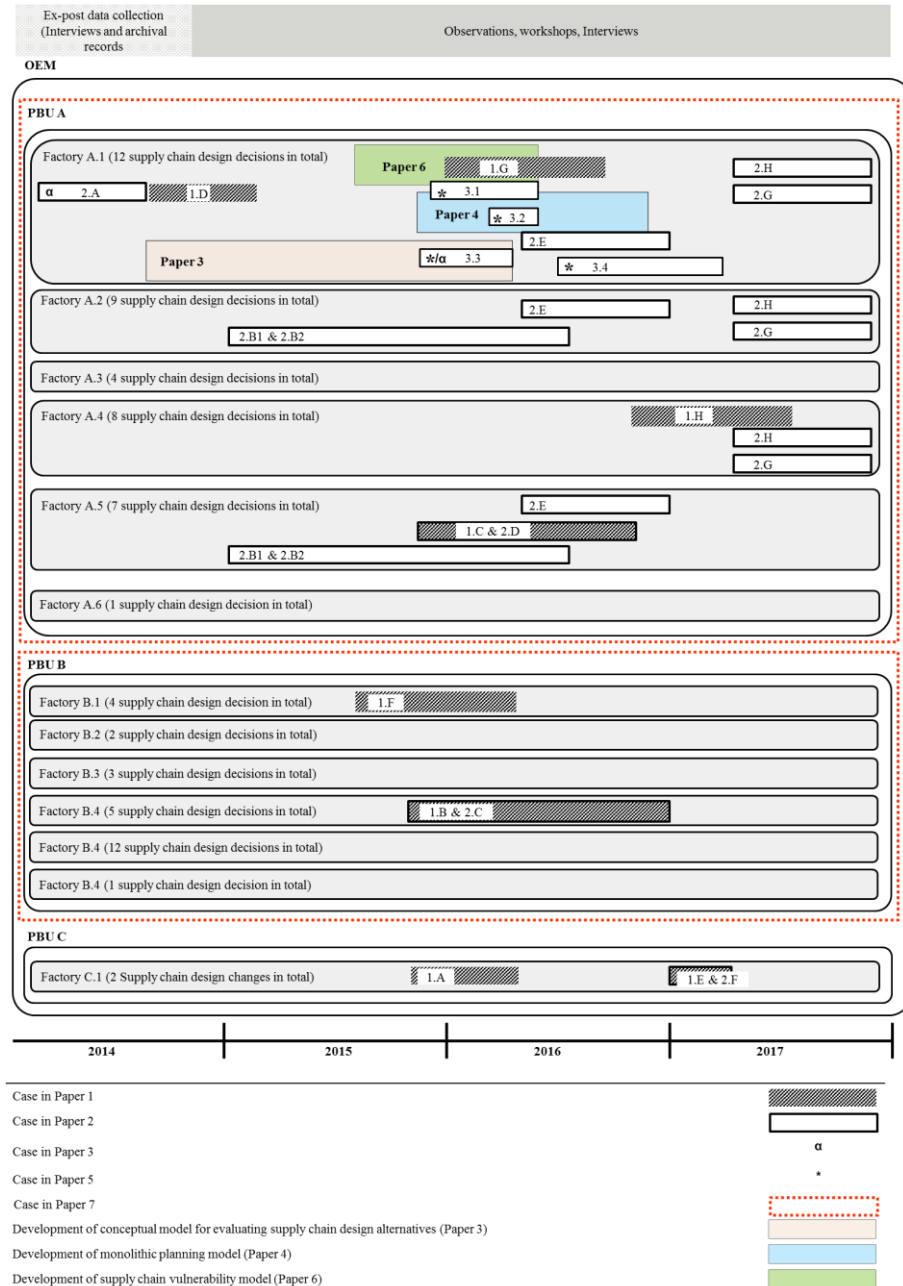 Ex-post data collection
(Interviews and archival
records
Observations, workshops, Interviews
OEM
PBU A
Factory A.1 (12 supply chain design decisions in total)
Paper 6
1.G
2.H
α 2.A
1.D
* 3.1
2.G
Paper 4
* 3.2
2.E
Paper 3
*/α 3.3
* 3.4
Factory A.2 (9 supply chain design decisions in total)
2.E
2.H
2.B1 & 2.B2
2.G
Factory A.3 (4 supply chain design decisions in total)
Factory A.4 (8 supply chain design decisions in total)
1.H
2.H
2.G
Factory A.5 (7 supply chain design decisions in total)
2.E
1.C & 2.D
2.B1 & 2.B2
Factory A.6 (1 supply chain design decision in total)
PBU B
Factory B.1 (4 supply chain design decision in total)
1.F
Factory B.2 (2 supply chain design decisions in total)
Factory B.3 (3 supply chain design decisions in total)
Factory B.4 (5 supply chain design decisions in total)
1.B & 2.C
Factory B.4 (12 supply chain design decisions in total)
Factory B.4 (1 supply chain design decision in total)
PBU C
Factory C.1 (2 Supply chain design changes in total)
1.A
1.E & 2.F
2014 2015 2016 2017
Case in Paper 1
Case in Paper 2
Case in Paper 3 α
Case in Paper 5 *
Case in Paper 7
Development of conceptual model for evaluating supply chain design alternatives (Paper 3)
Development of monolithic planning model (Paper 4)
Development of supply chain vulnerability model (Paper 6)